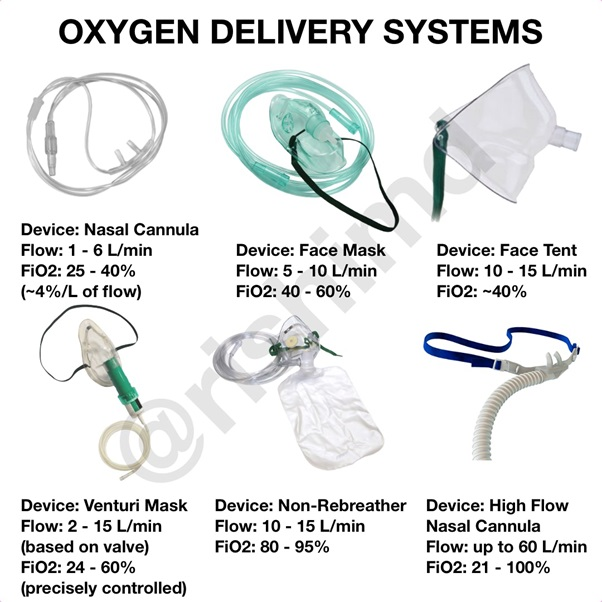 OXYGEN DELIVERY SYSTEMS
Device: Nasal Cannula
Flow: 1 - 6 L/min
FiO2: 25 - 40%
(~4%/L of flow)
Device: Face Mask
Flow: 5 - 10 L/min
FiO2: 40 - 60%
Device: Face Tent
Flow: 10 - 15 L/min
FiO2: ~40%
Device: Venturi Mask
Flow: 2 - 15 L/min
(based on valve)
FiO2: 24 - 60%
(precisely controlled)
Device: Non-Rebreather
Flow: 10 - 15 L/min
FiO2: 80 - 95%
Device: High Flow
Nasal Cannula
Flow: up to 60 L/min
FiO2: 21 - 100%
@rishimd